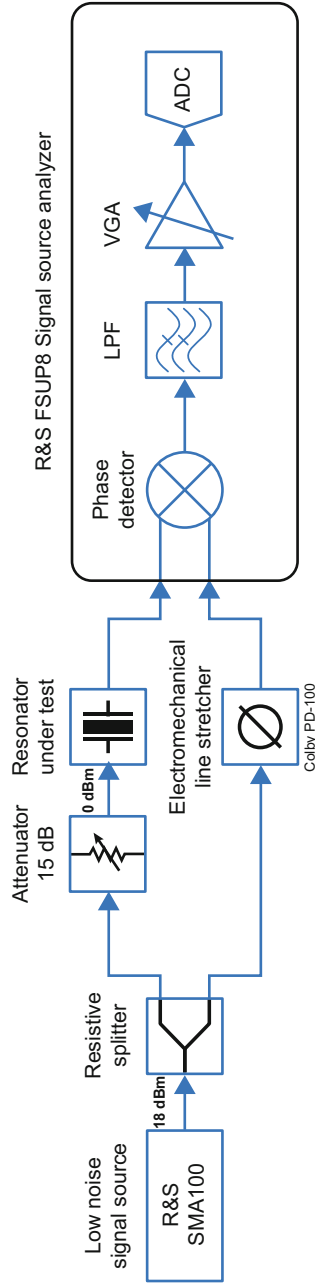 Low noise
signal source
R&S
SMA100
18 dBm
Resistive
splitter
Attenuator
15 dB
0 dBm
Resonator
under test
Electromechanical
line stretcher
Colby PD-100
R&S FSUP8 Signal source analyzer
Phase
detector
LPF
VGA
ADC